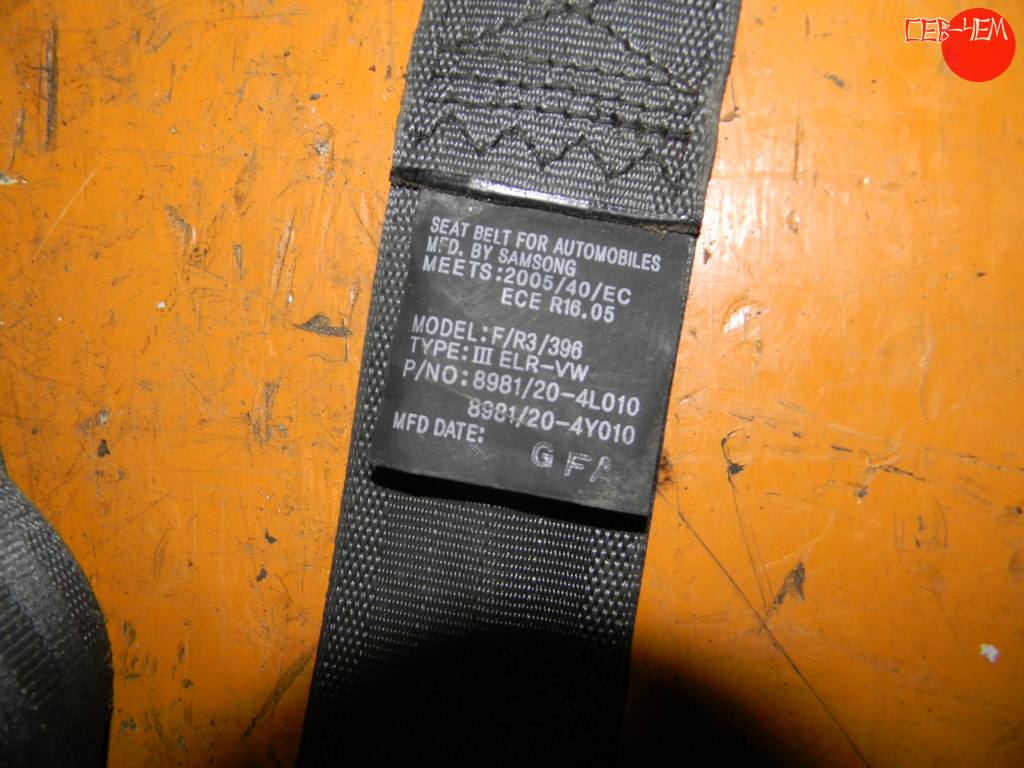 СЕВ-ЧЕМ
SEAT BELT FOR AUTOMOBILES
MFD. BY SAMSONG
MEETS:2005/40/EC
ECE R16.05
MODEL:F/R3/396
TYPE:III ELR-VW
P/NO:8981/20-4L010
8981/20-4Y010
MFD DATE:
GFA